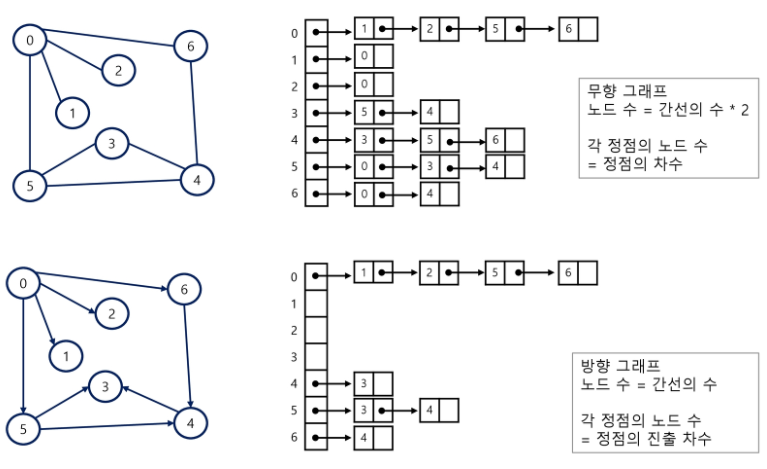 0
6
2
1
3
5
4
0 1 2 5 6
1 0
2 0
3 5 4
4 3 5 6
5 0 3 4
6 0 4
무향 그래프
노드 수 = 간선의 수 * 2
각 정점의 노드 수
= 정점의 차수
0
6
2
1
3
5
4
0 1 2 5 6
1
2
3
4 3
5 3 4
6 4
방향 그래프
노드 수 = 간선의 수
각 정점의 노드 수
= 정점의 진출 차수